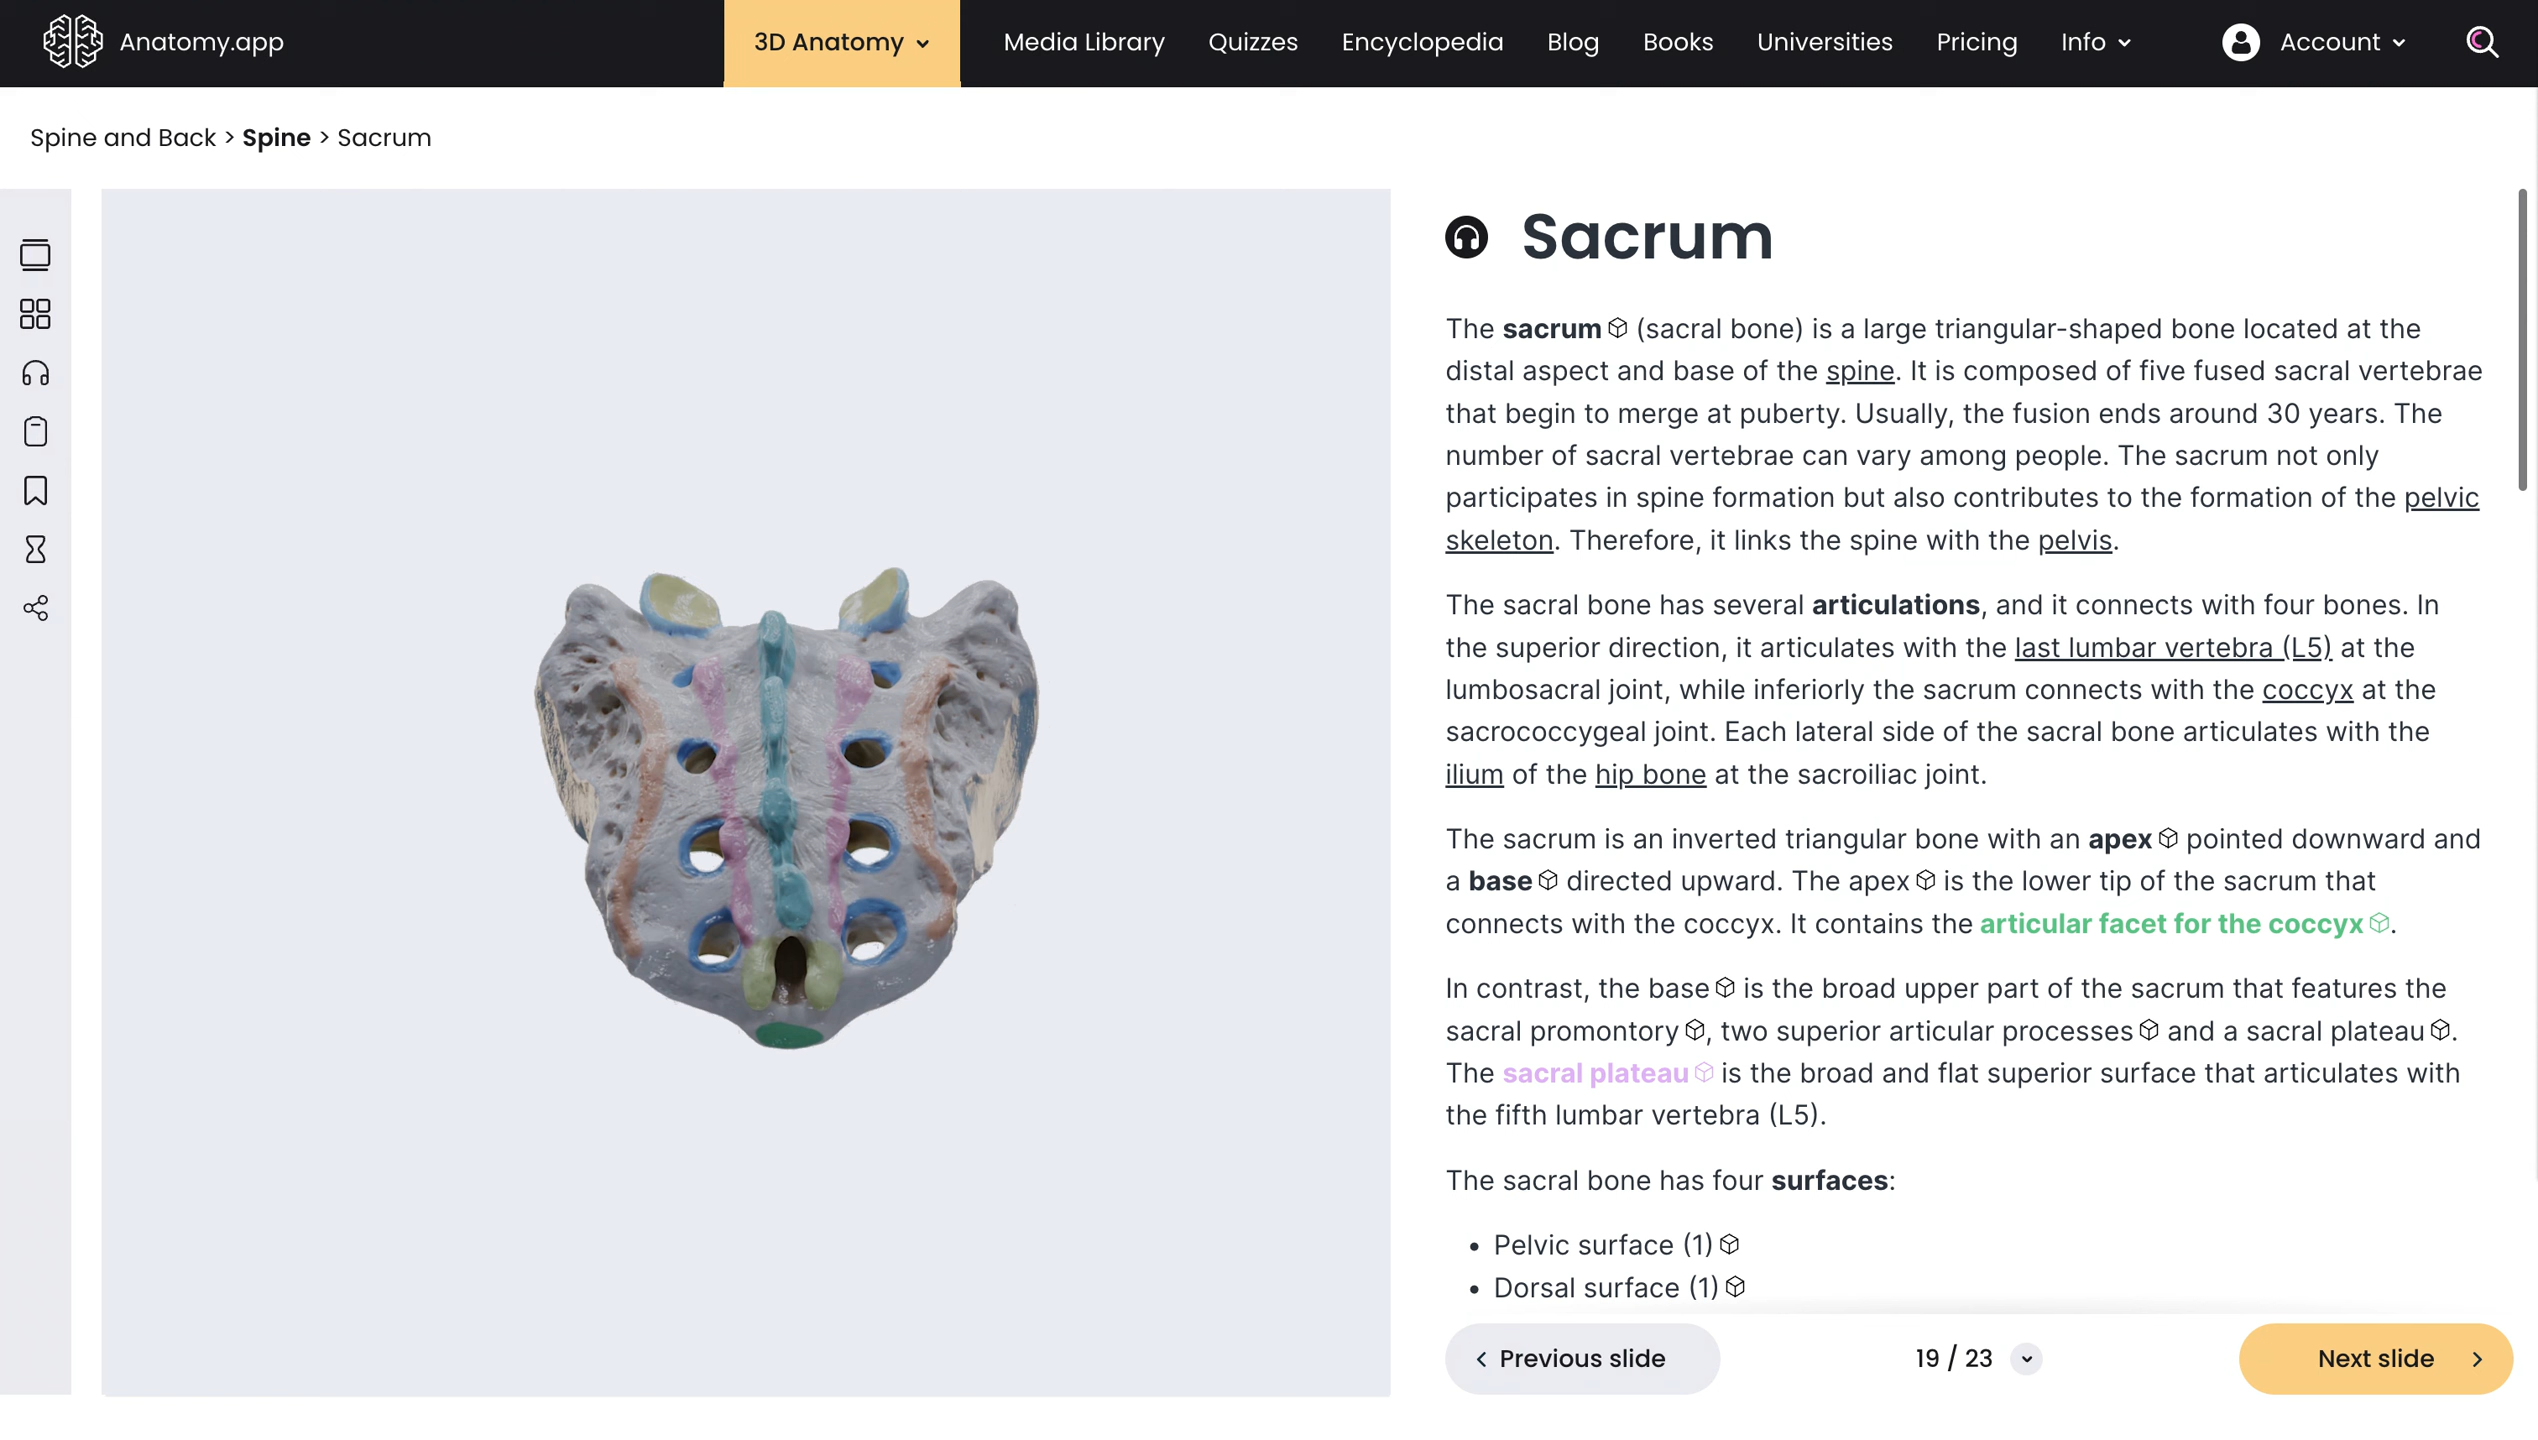 Anatomy.app
3D Anatomy
Media Library
Quizzes
Encyclopedia
Blog
Books
Universities
Pricing
Info
Account
Spine and Back > Spine > Sacrum
Sacrum
The sacrum (sacral bone) is a large triangular-shaped bone located at the
distal aspect and base of the spine. It is composed of five fused sacral vertebrae
that begin to merge at puberty. Usually, the fusion ends around 30 years. The
number of sacral vertebrae can vary among people. The sacrum not only
participates in spine formation but also contributes to the formation of the pelvic
skeleton. Therefore, it links the spine with the pelvis.
The sacral bone has several articulations, and it connects with four bones. In
the superior direction, it articulates with the last lumbar vertebra (L5) at the
lumbosacral joint, while inferiorly the sacrum connects with the coccyx at the
sacrococcygeal joint. Each lateral side of the sacral bone articulates with the
ilium of the hip bone at the sacroiliac joint.
The sacrum is an inverted triangular bone with an apex pointed downward and
a base directed upward. The apex is the lower tip of the sacrum that
connects with the coccyx. It contains the articular facet for the coccyx.
In contrast, the base is the broad upper part of the sacrum that features the
sacral promontory, two superior articular processes and a sacral plateau.
The sacral plateau is the broad and flat superior surface that articulates with
the fifth lumbar vertebra (L5).
The sacral bone has four surfaces:
• Pelvic surface (1)
• Dorsal surface (1)
Previous slide
19 / 23
Next slide